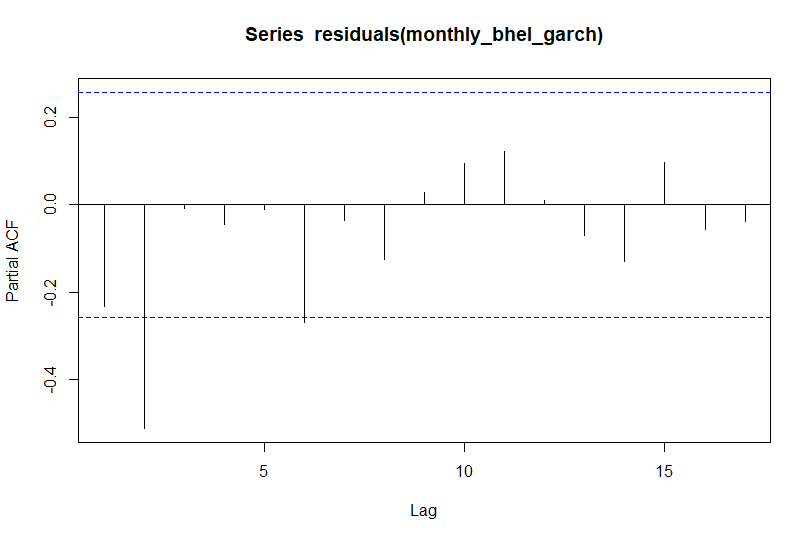 Series residuals(monthly_bhel_garch)
0.2
0.0
-0.2
-0.4
Partial ACF
5 10 15
Lag